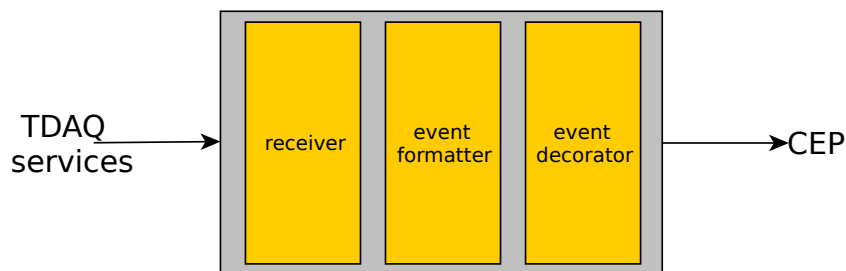 TDAQ
services
receiver
event
formatter
event
decorator
CEP